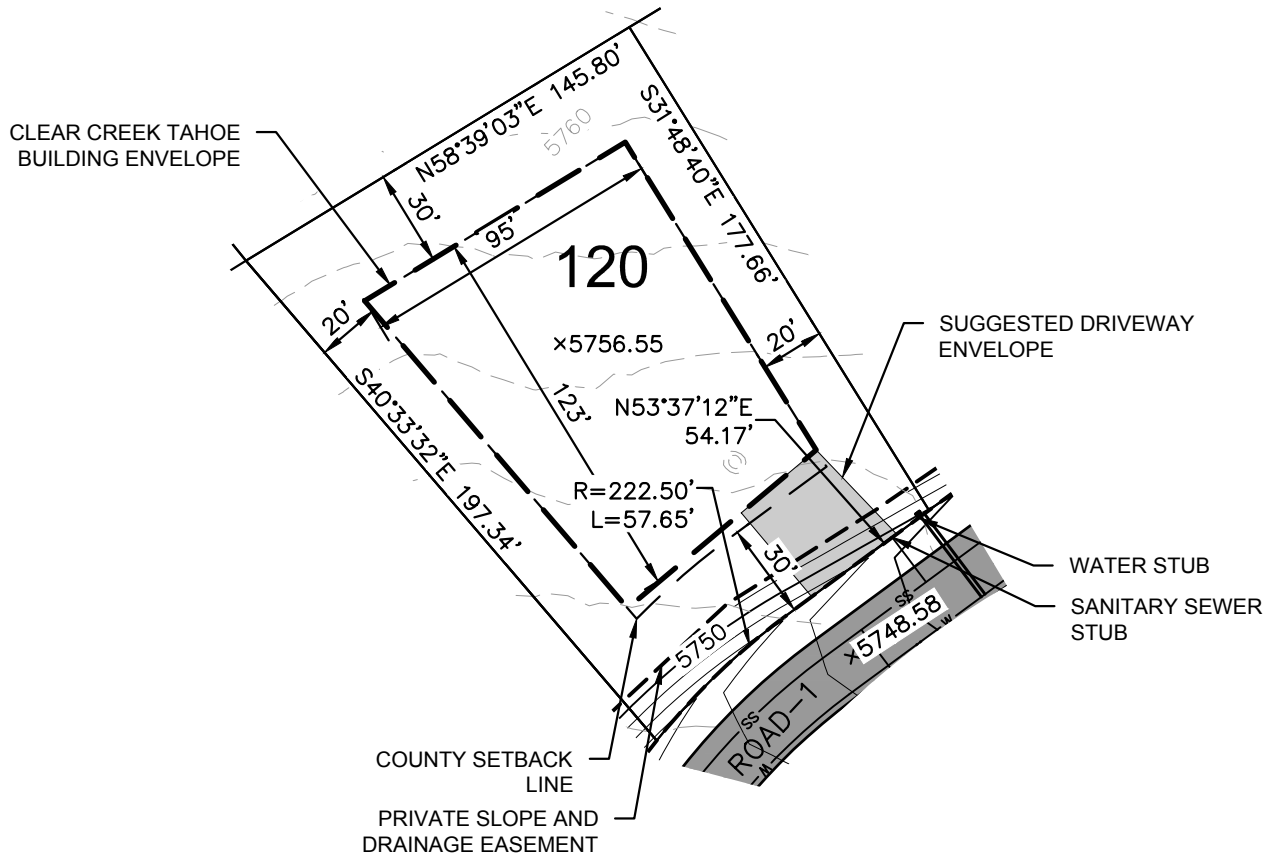 CLEAR CREEK TAHOE
BUILDING ENVELOPE
N58°39'03"E 145.80'
5760
S31°48'40"E 177.66'
30'
95'
120
20'
×5756.55
20'
SUGGESTED DRIVEWAY
ENVELOPE
S40°33'32"E 197.34'
123'
N53°37'12"E
54.17'
R=222.50'
L=57.65'
30'
WATER STUB
SANITARY SEWER
STUB
5750
SS
×5748.58
W
ROAD-1
SS
W
COUNTY SETBACK
LINE
PRIVATE SLOPE AND
DRAINAGE EASEMENT